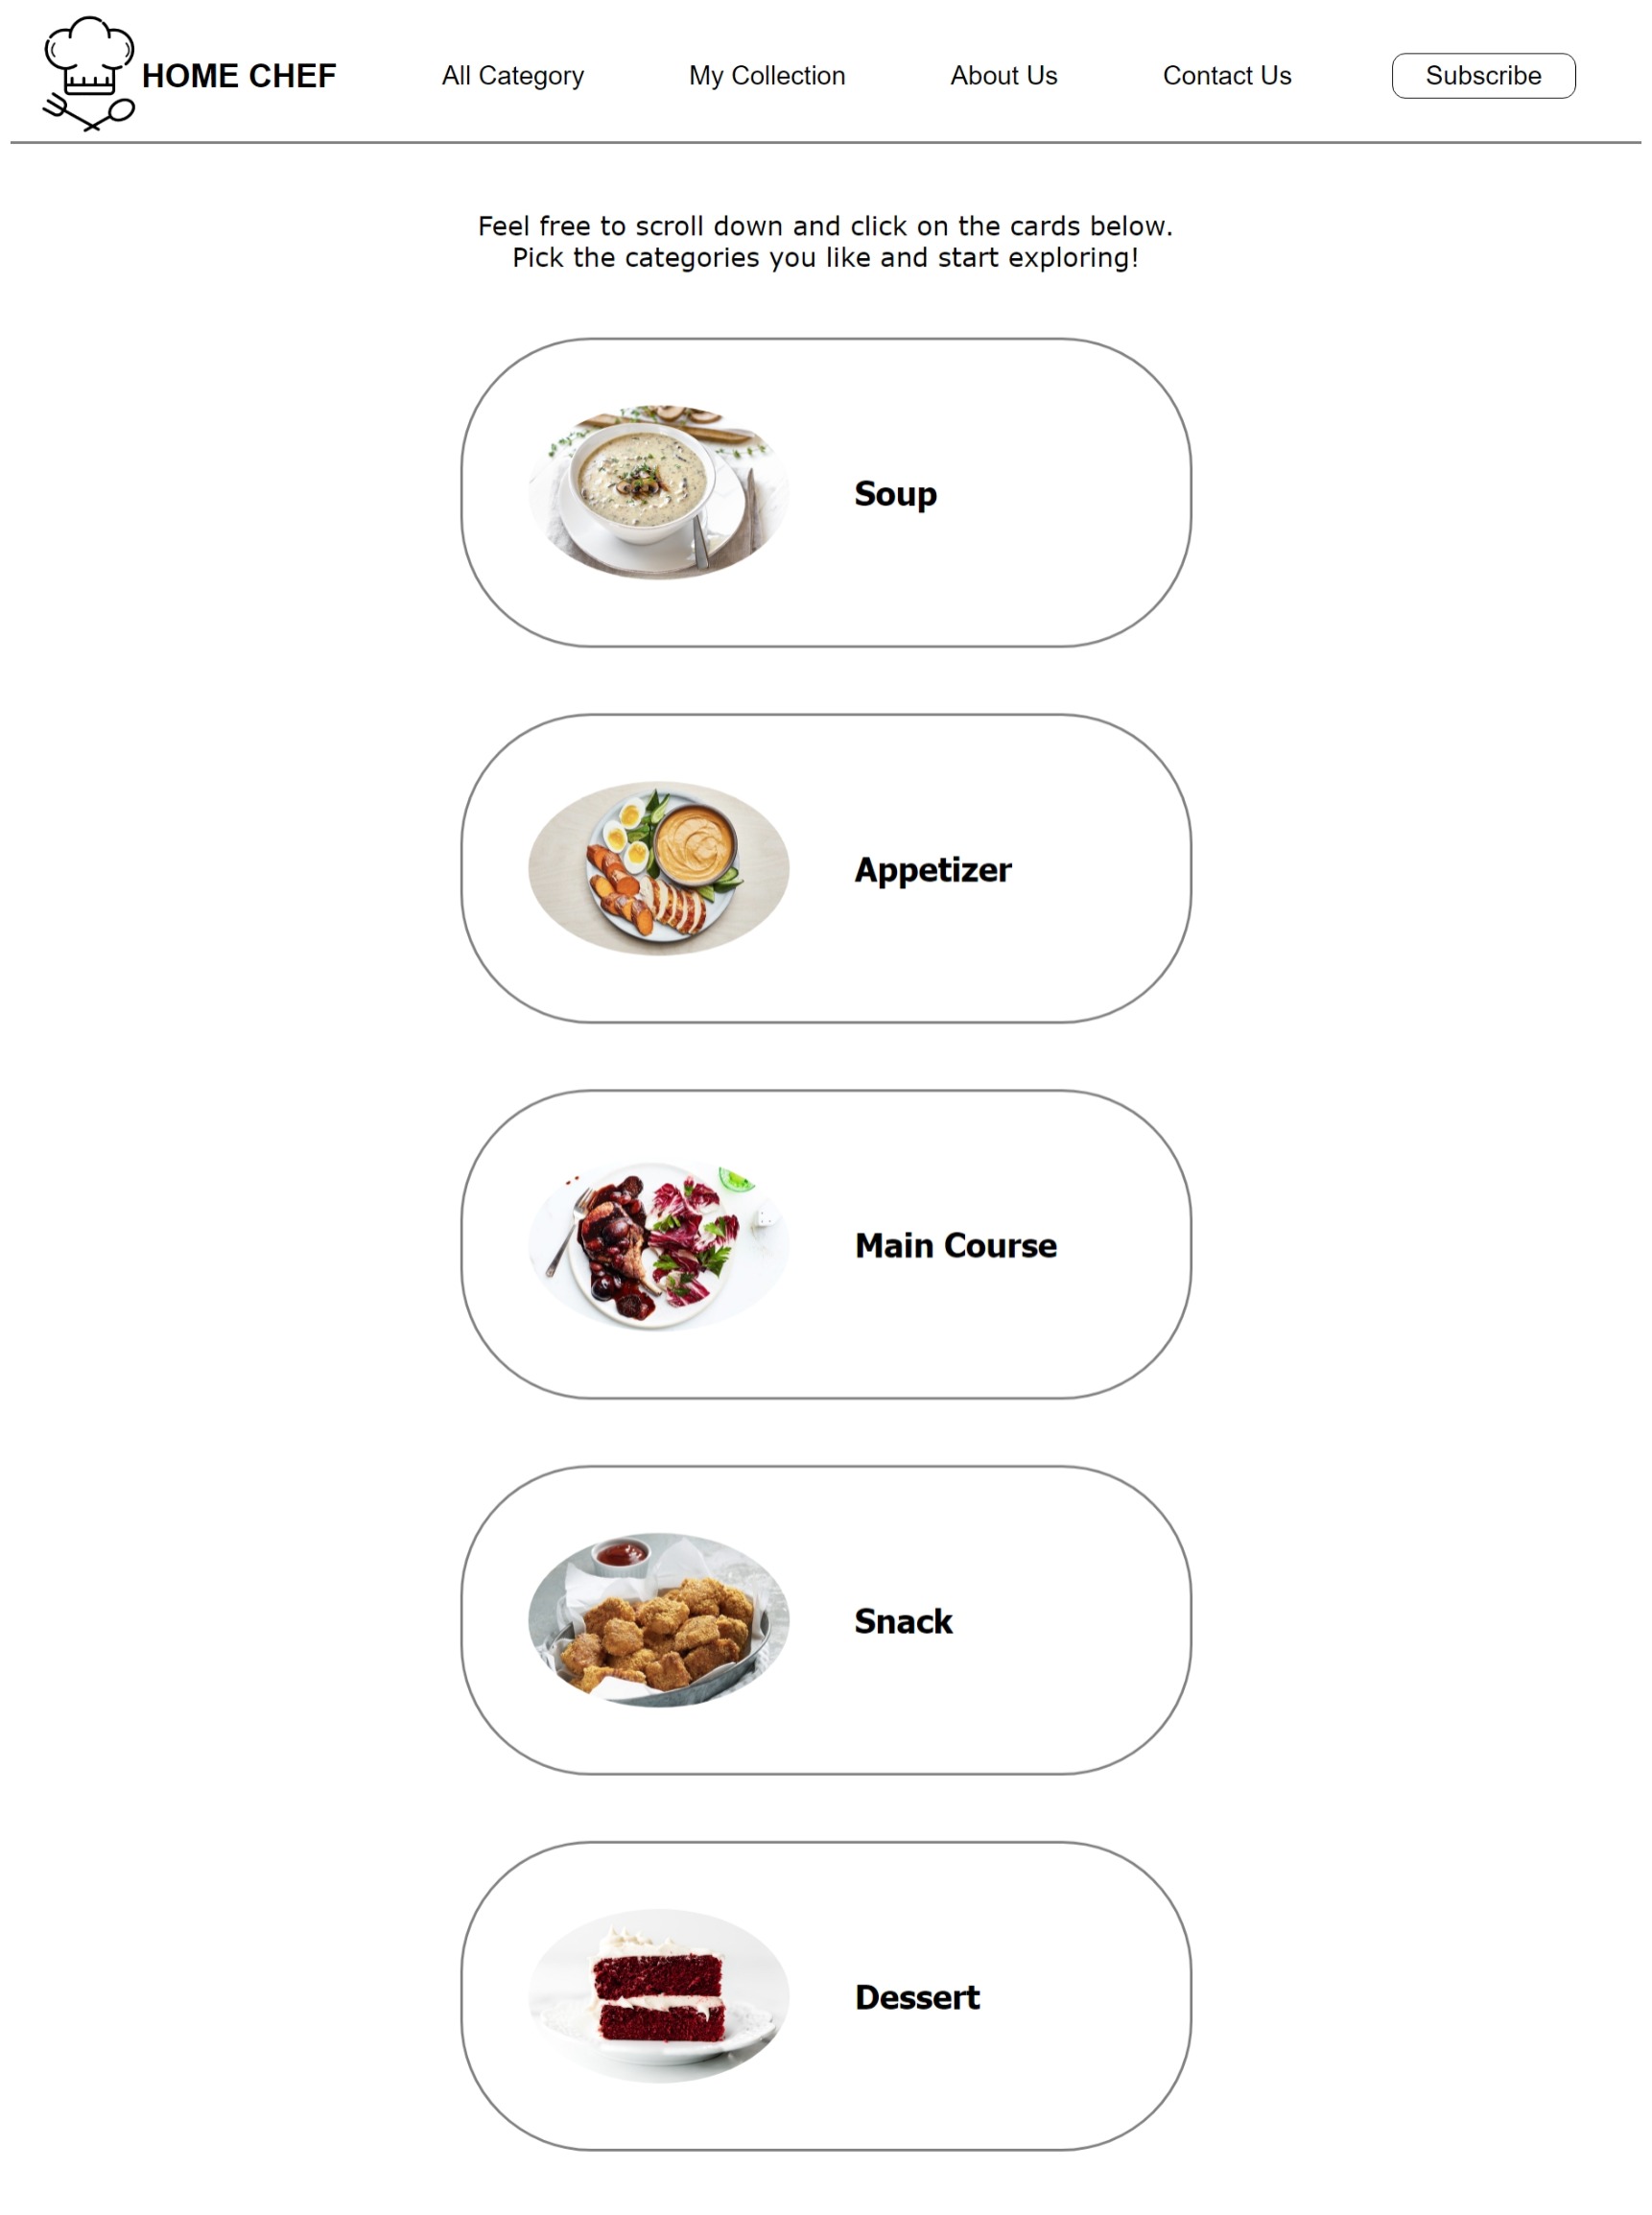 HOME CHEF
All Category
My Collection
About Us
Contact Us
Subscribe
Feel free to scroll down and click on the cards below.
Pick the categories you like and start exploring!
Soup
Appetizer
Main Course
Snack
Dessert